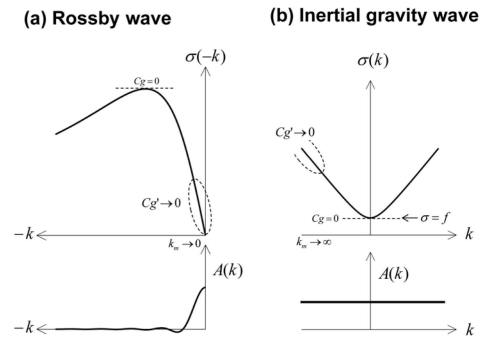 (a) Rossby wave
(b) Inertial gravity wave
σ(−k)
Cg=0
Cg'→0
−k
k_m→0
A(k)
−k
σ(k)
Cg'→0
Cg=0
σ=f
k_m→∞
k
A(k)
k